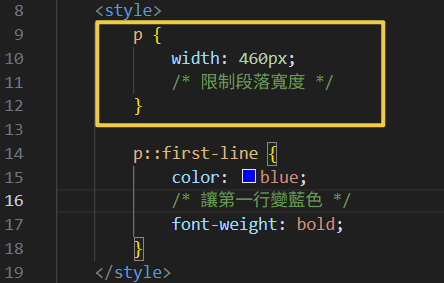 8 <style>
9 p {
10 width: 460px;
11 /* 限制段落寬度 */
12 }
13
14 p::first-line {
15 color: blue;
16 /* 讓第一行變藍色 */
17 font-weight: bold;
18 }
19 </style>